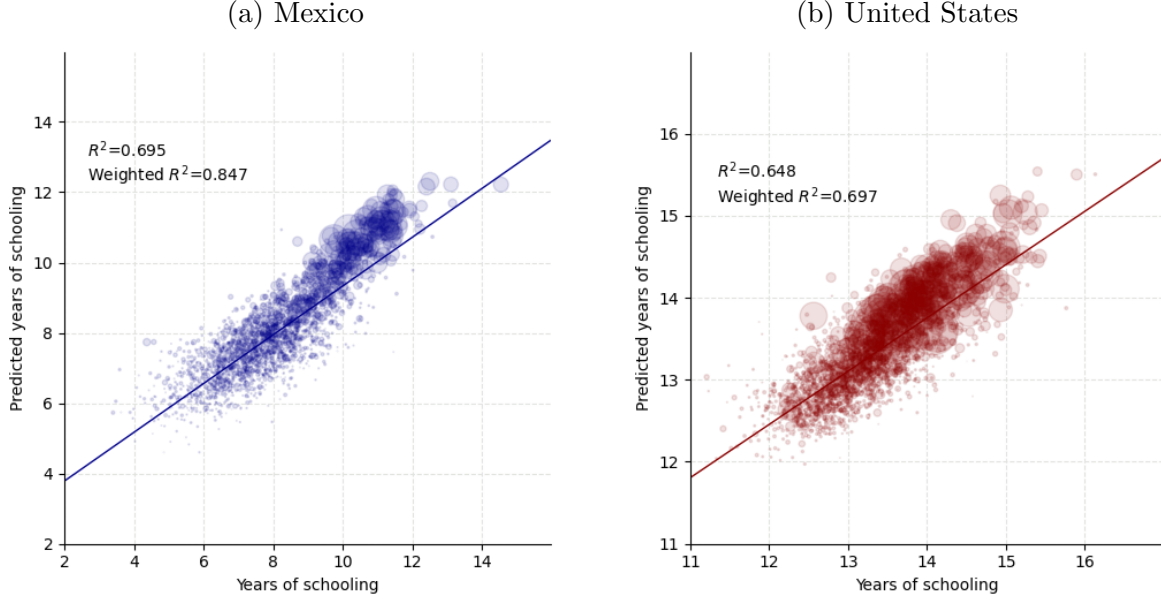 (a) Mexico
14
12
10
8
6
4
2
Predicted years of schooling
R²=0.695
Weighted R²=0.847
2 4 6 8 10 12 14
Years of schooling
(b) United States
16
15
14
13
12
11
Predicted years of schooling
R²=0.648
Weighted R²=0.697
11 12 13 14 15 16
Years of schooling